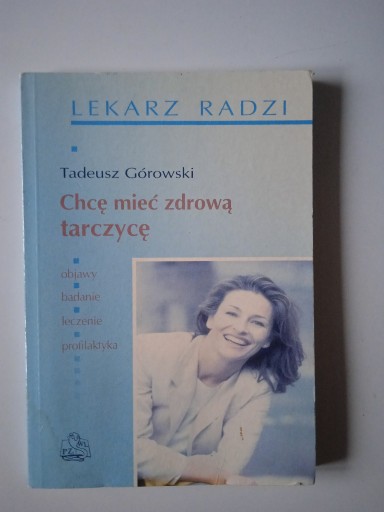 LEKARZ RADZI
Tadeusz Górowski
Chcę mieć zdrową
tarczycę
objawy
badanie
leczenie
profilaktyka